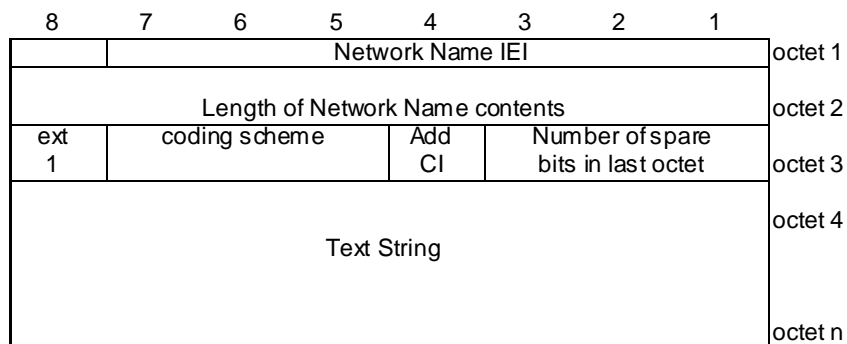 8 7 6 5 4 3 2 1
Network Name IEI octet 1
Length of Network Name contents octet 2
ext coding scheme Add Number of spare
1 CI bits in last octet octet 3
octet 4
Text String
octet n